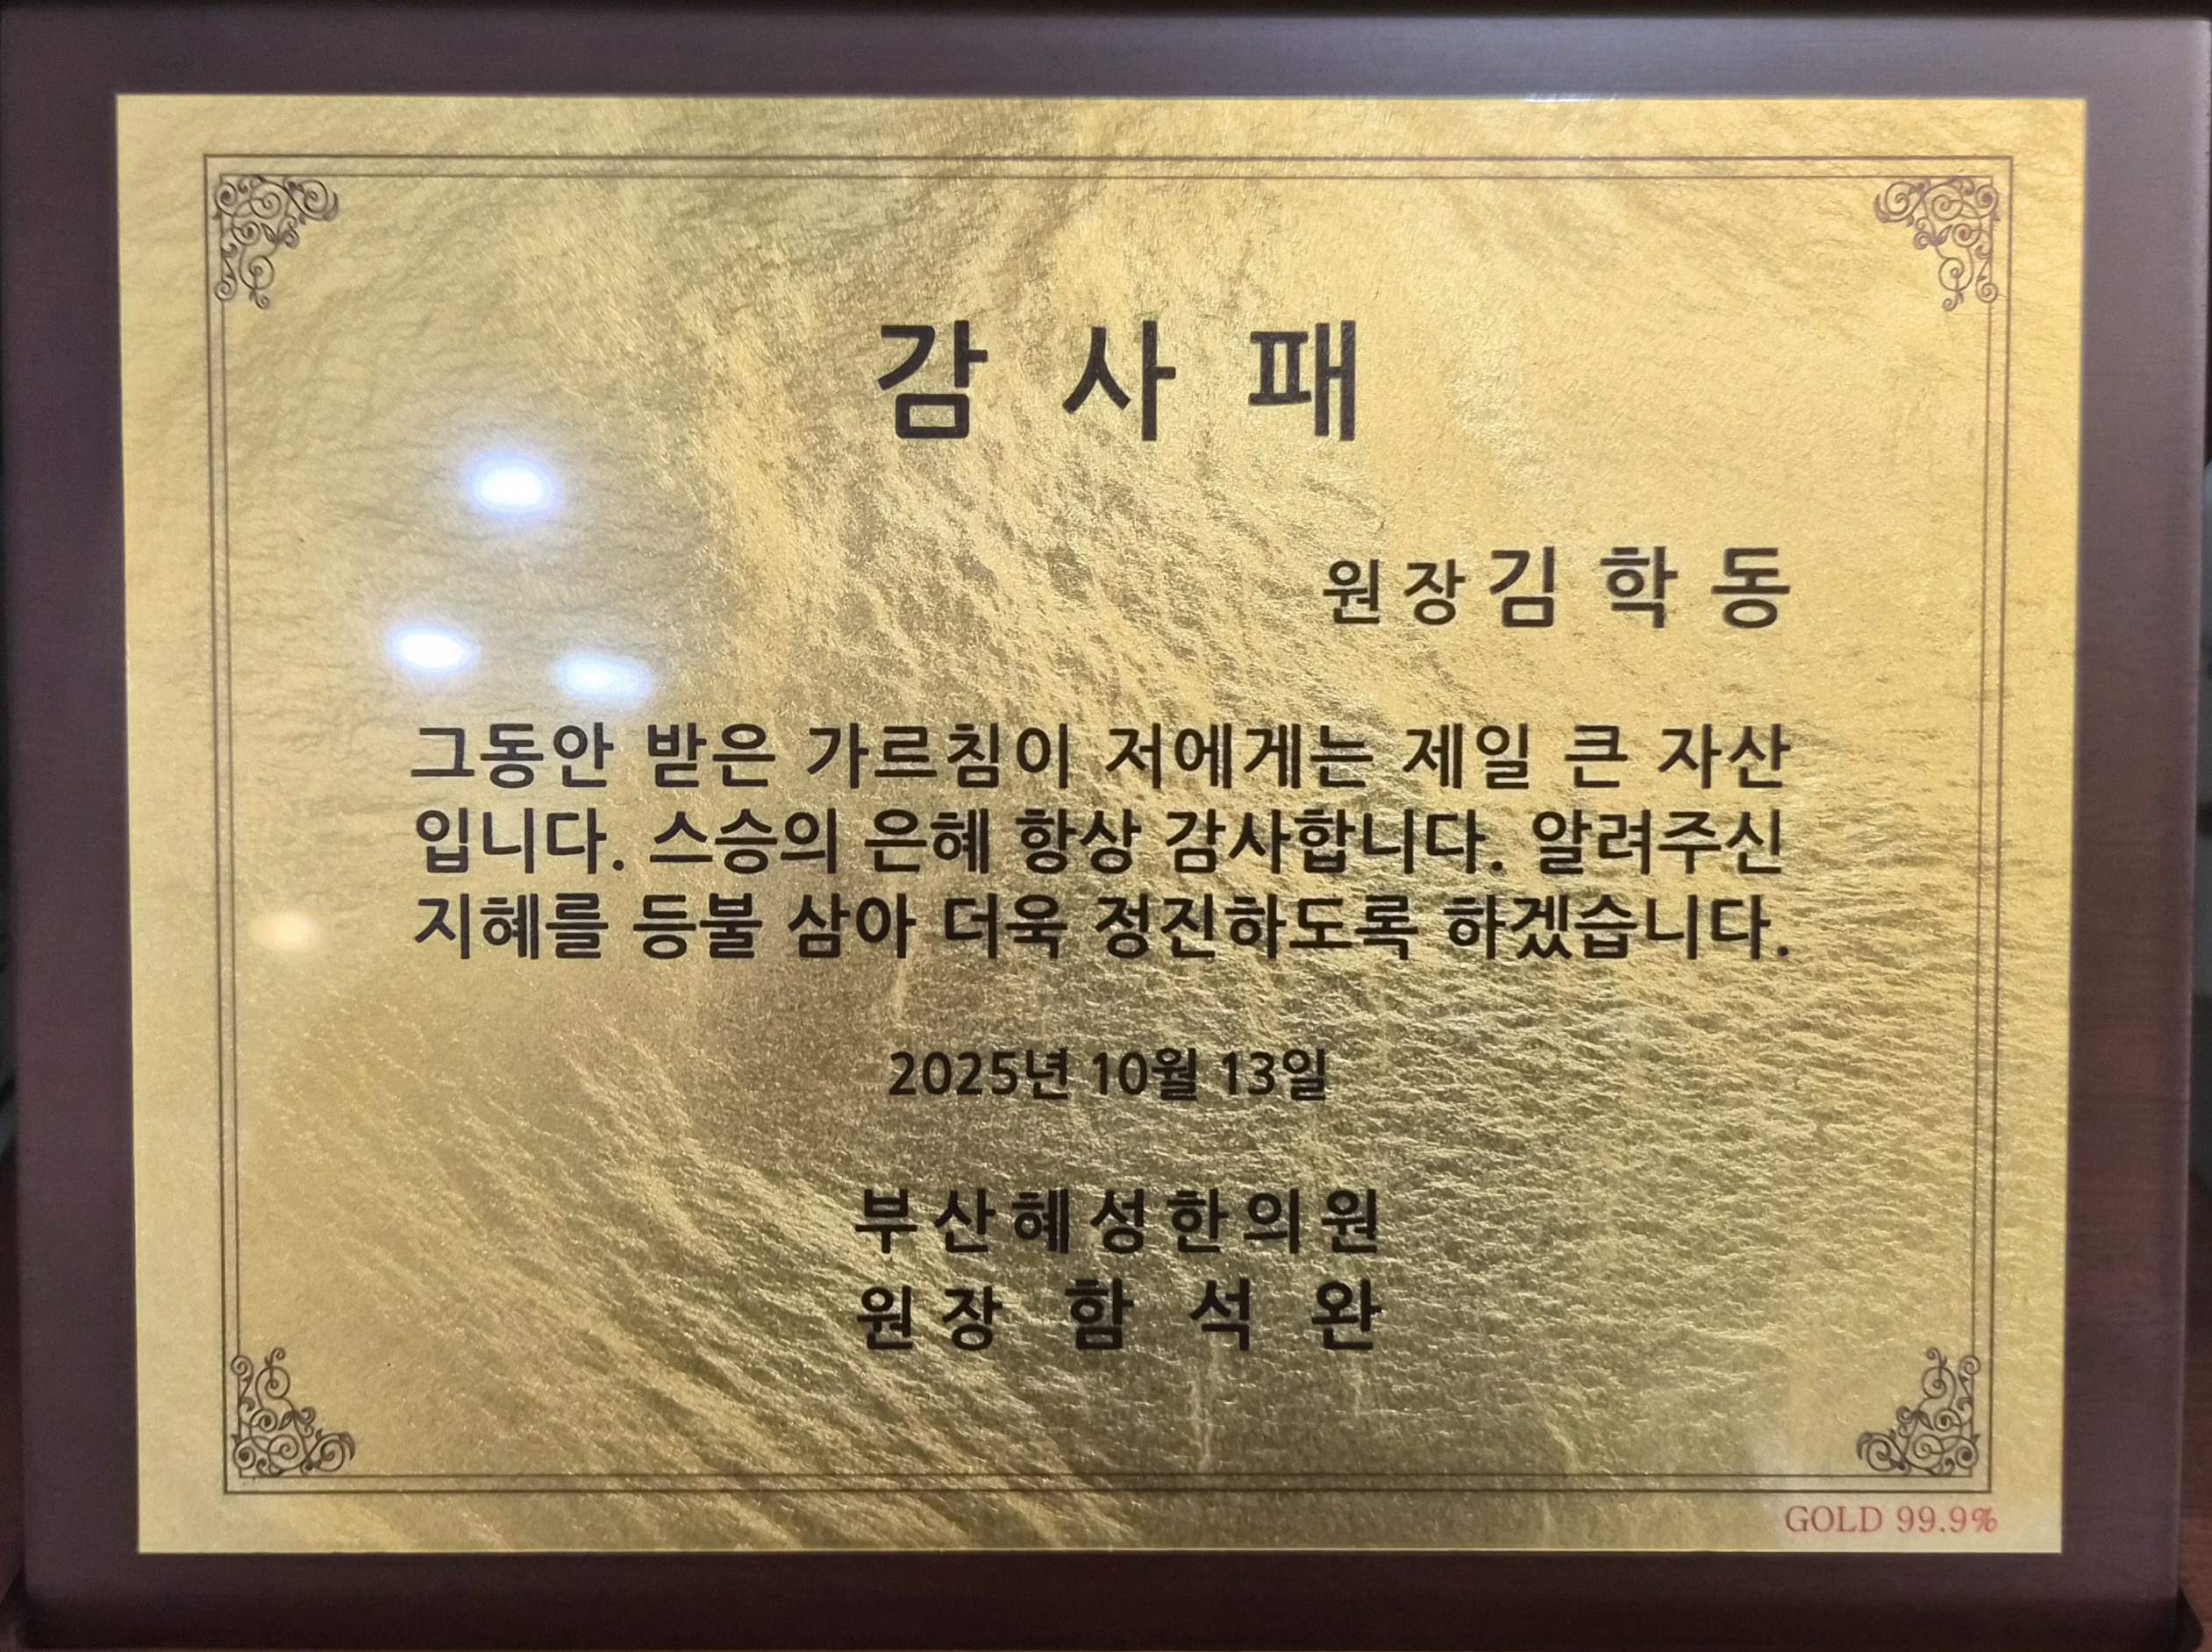 감 사 패
원장 김 학 동
그동안 받은 가르침이 저에게는 제일 큰 자산
입니다. 스승의 은혜 항상 감사합니다. 알려주신
지혜를 등불 삼아 더욱 정진하도록 하겠습니다.
2025년 10월 13일
부산혜성한의원
원장 함 석 완
GOLD 99.9%